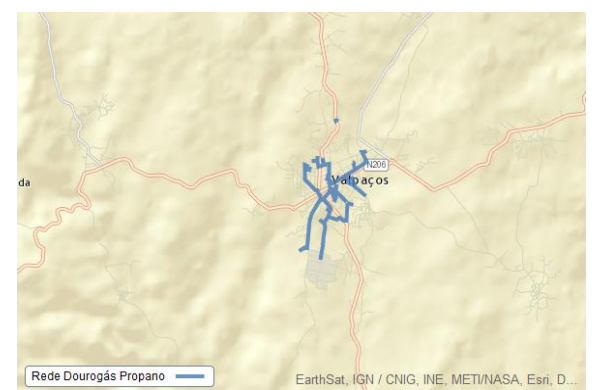 N206
da
Valpaços
Rede Dourogás Propano
EarthSat, IGN / CNIG, INE, METI/NASA, Esri, D...